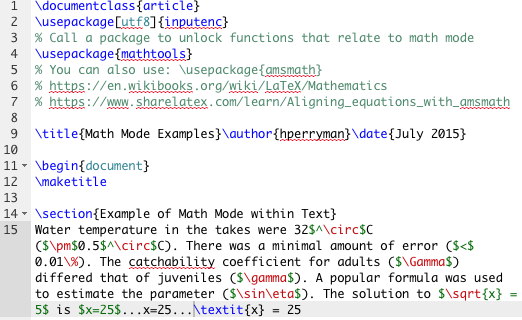 1 \documentclass{article}
2 \usepackage[utf8]{inputenc}
3 % Call a package to unlock functions that relate to math mode
4 \usepackage{mathtools}
5 % You can also use: \usepackage{amsmath}
6 % https://en.wikibooks.org/wiki/LaTeX/Mathematics
7 % https://www.sharelatex.com/learn/Aligning_equations_with_amsmath
8
9 \title{Math Mode Examples}\author{hperryman}\date{July 2015}
10
11 \begin{document}
12 \maketitle
13
14 \section{Example of Math Mode within Text}
15 Water temperature in the takes were 32$^\circ$C
($\pm$0.5$^\circ$C). There was a minimal amount of error ($<$
0.01\%). The catchability coefficient for adults ($\Gamma$)
differed that of juveniles ($\gamma$). A popular formula was used
to estimate the parameter ($\sin\eta$). The solution to $\sqrt{x} =
5$ is $x=25$...x=25...\textit{x} = 25